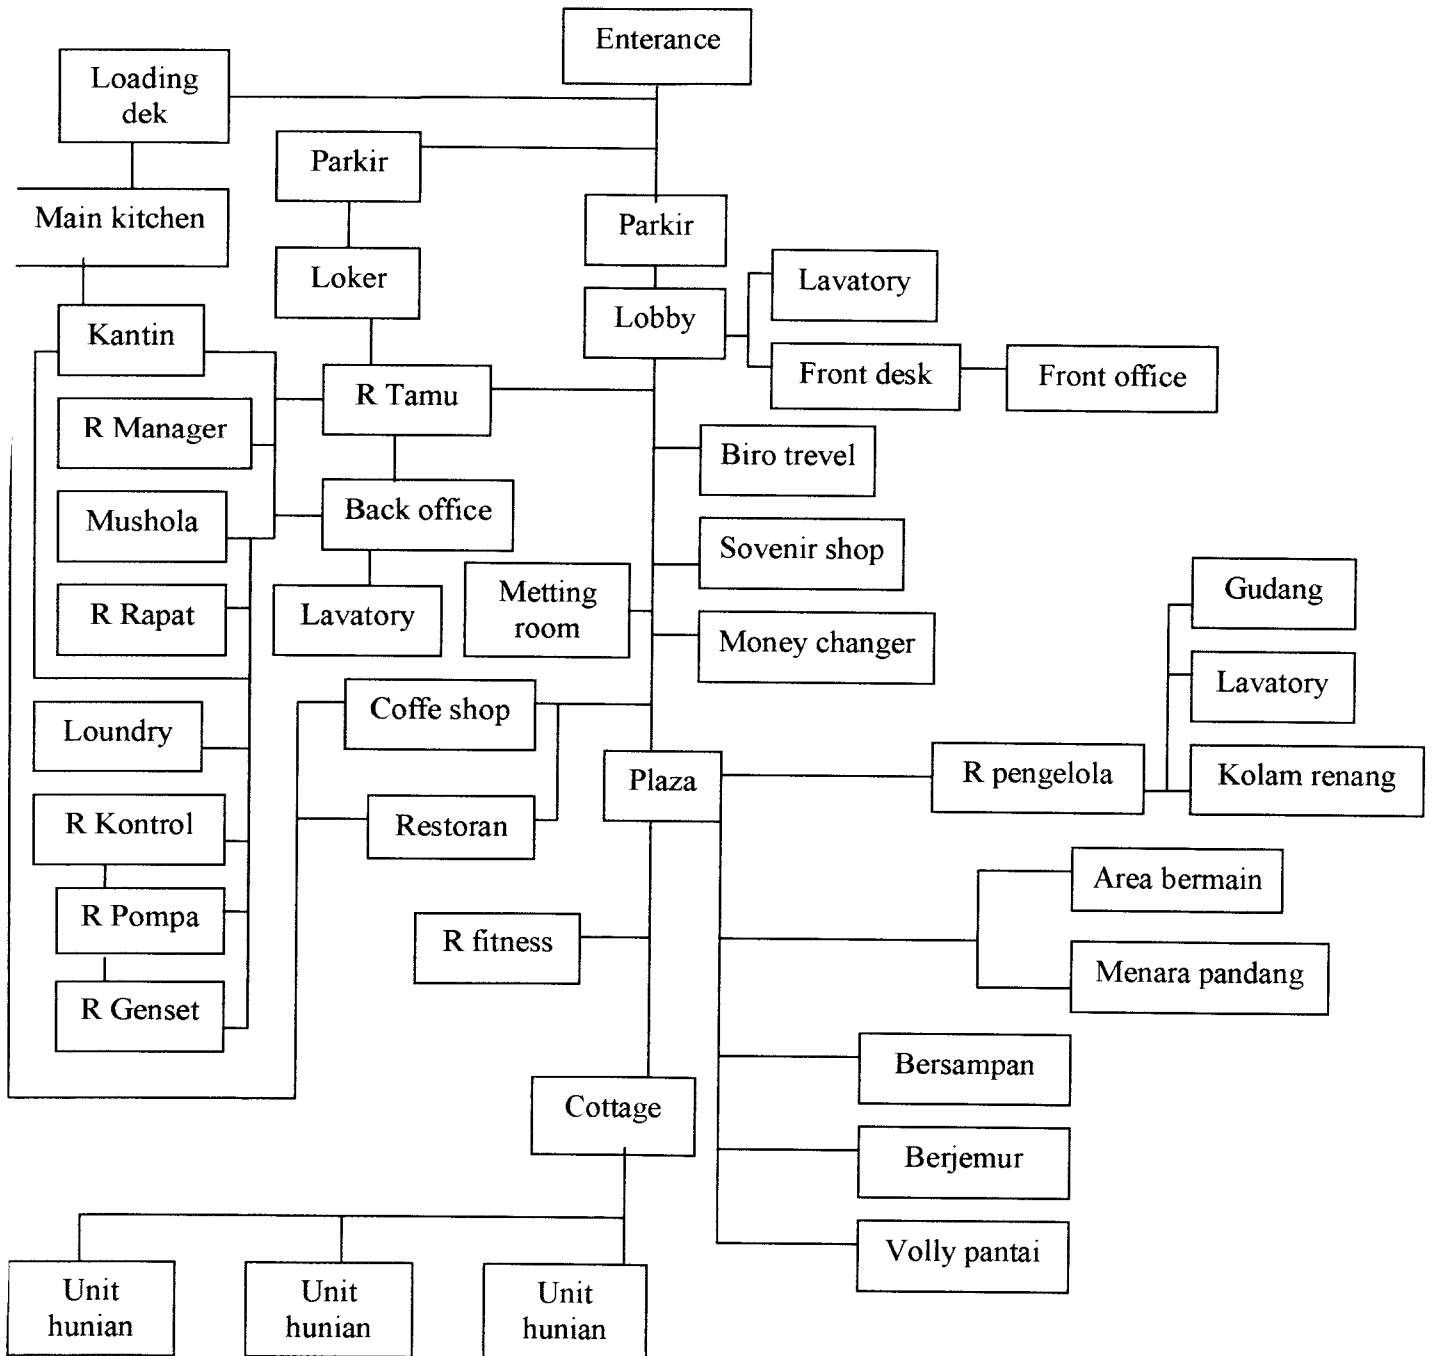 Enterance
Loading
dek
Parkir
Main kitchen
Parkir
Loker
Lavatory
Lobby
Kantin
Front desk
Front office
R Tamu
R Manager
Biro trevel
Back office
Mushola
Sovenir shop
Metting
room
Gudang
R Rapat
Lavatory
Money changer
Lavatory
Coffe shop
Loundry
Plaza
R pengelola
Kolam renang
R Kontrol
Restoran
Area bermain
R Pompa
R fitness
Menara pandang
R Genset
Bersampan
Cottage
Berjemur
Volly pantai
Unit
hunian
Unit
hunian
Unit
hunian